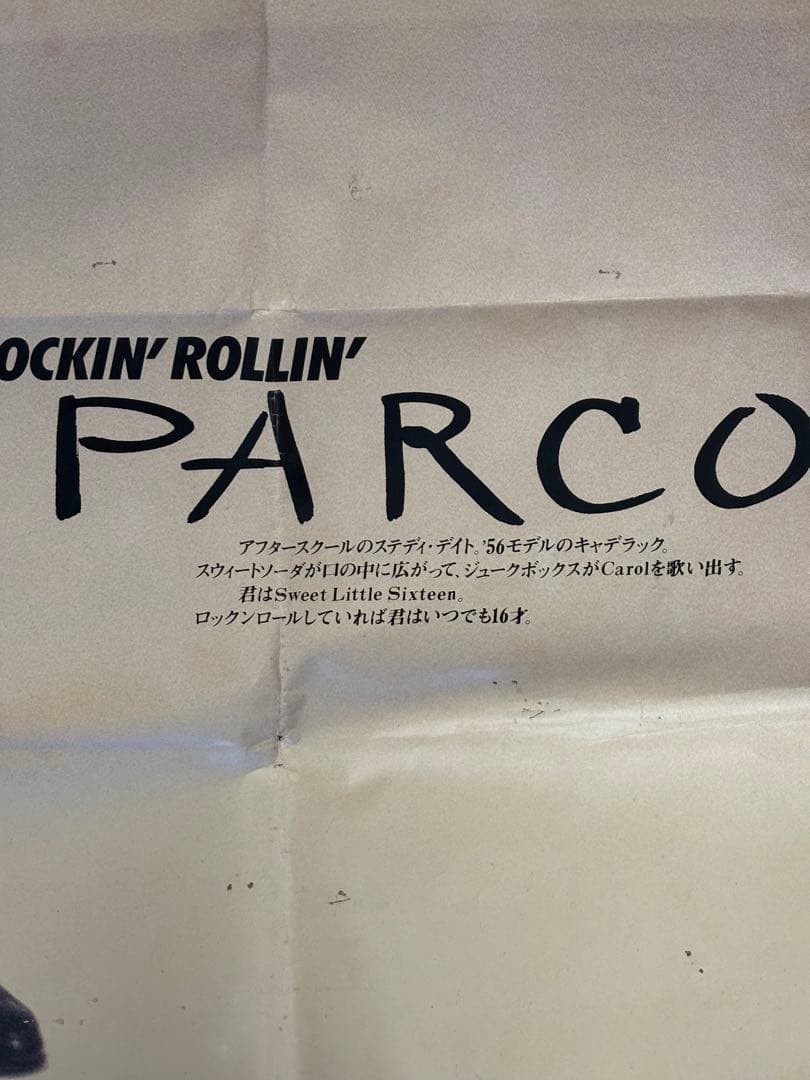 OCKIN' ROLLIN'
PARCO
アフタースクールのステディ・デイト。'56モデルのキャデラック。
スウィートソーダが口の中に広がって、ジュークボックスがCarolを歌い出す。
君はSweet Little Sixteen。
ロックンロールしていれば君はいつでも16才。